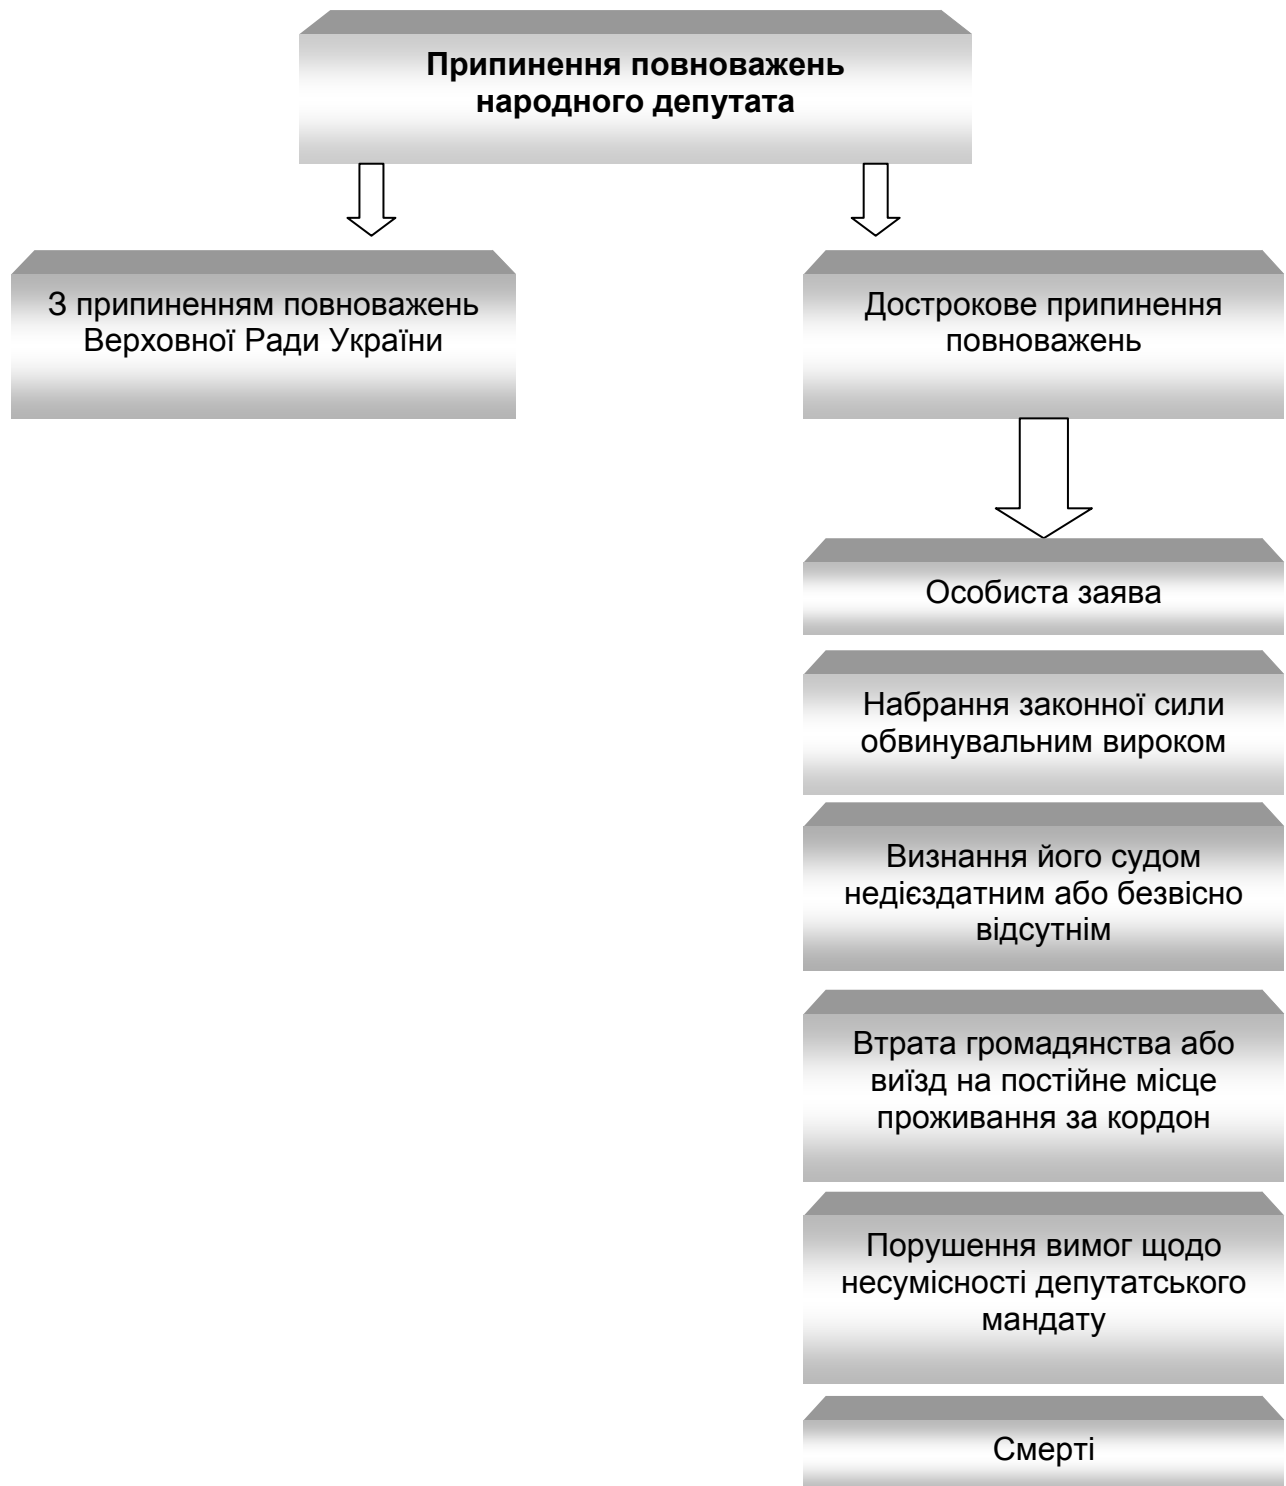 Припинення повноважень
народного депутата
З припиненням повноважень
Верховної Ради України
Дострокове припинення
повноважень
Особиста заява
Набрання законної сили
обвинувальним вироком
Визнання його судом
недієздатним або безвісно
відсутнім
Втрата громадянства або
виїзд на постійне місце
проживання за кордон
Порушення вимог щодо
несумісності депутатського
мандату
Смерті